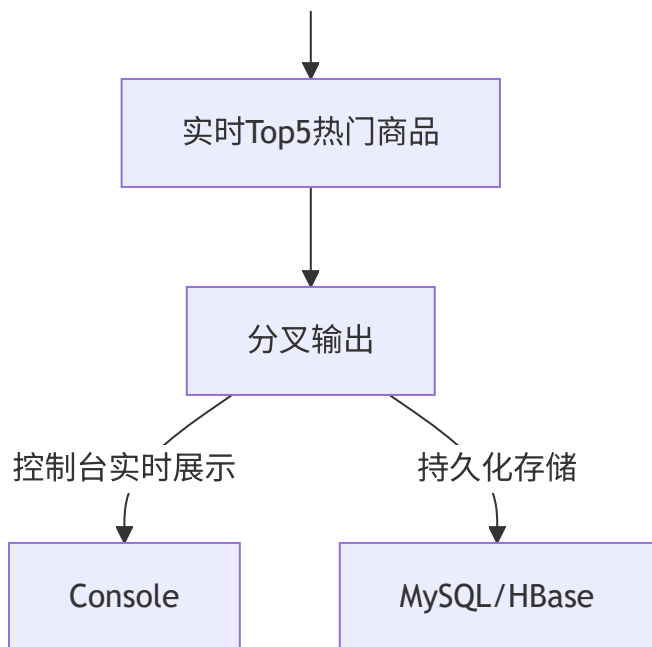 实时Top5热门商品
分叉输出
控制台实时展示
持久化存储
Console
MySQL/HBase